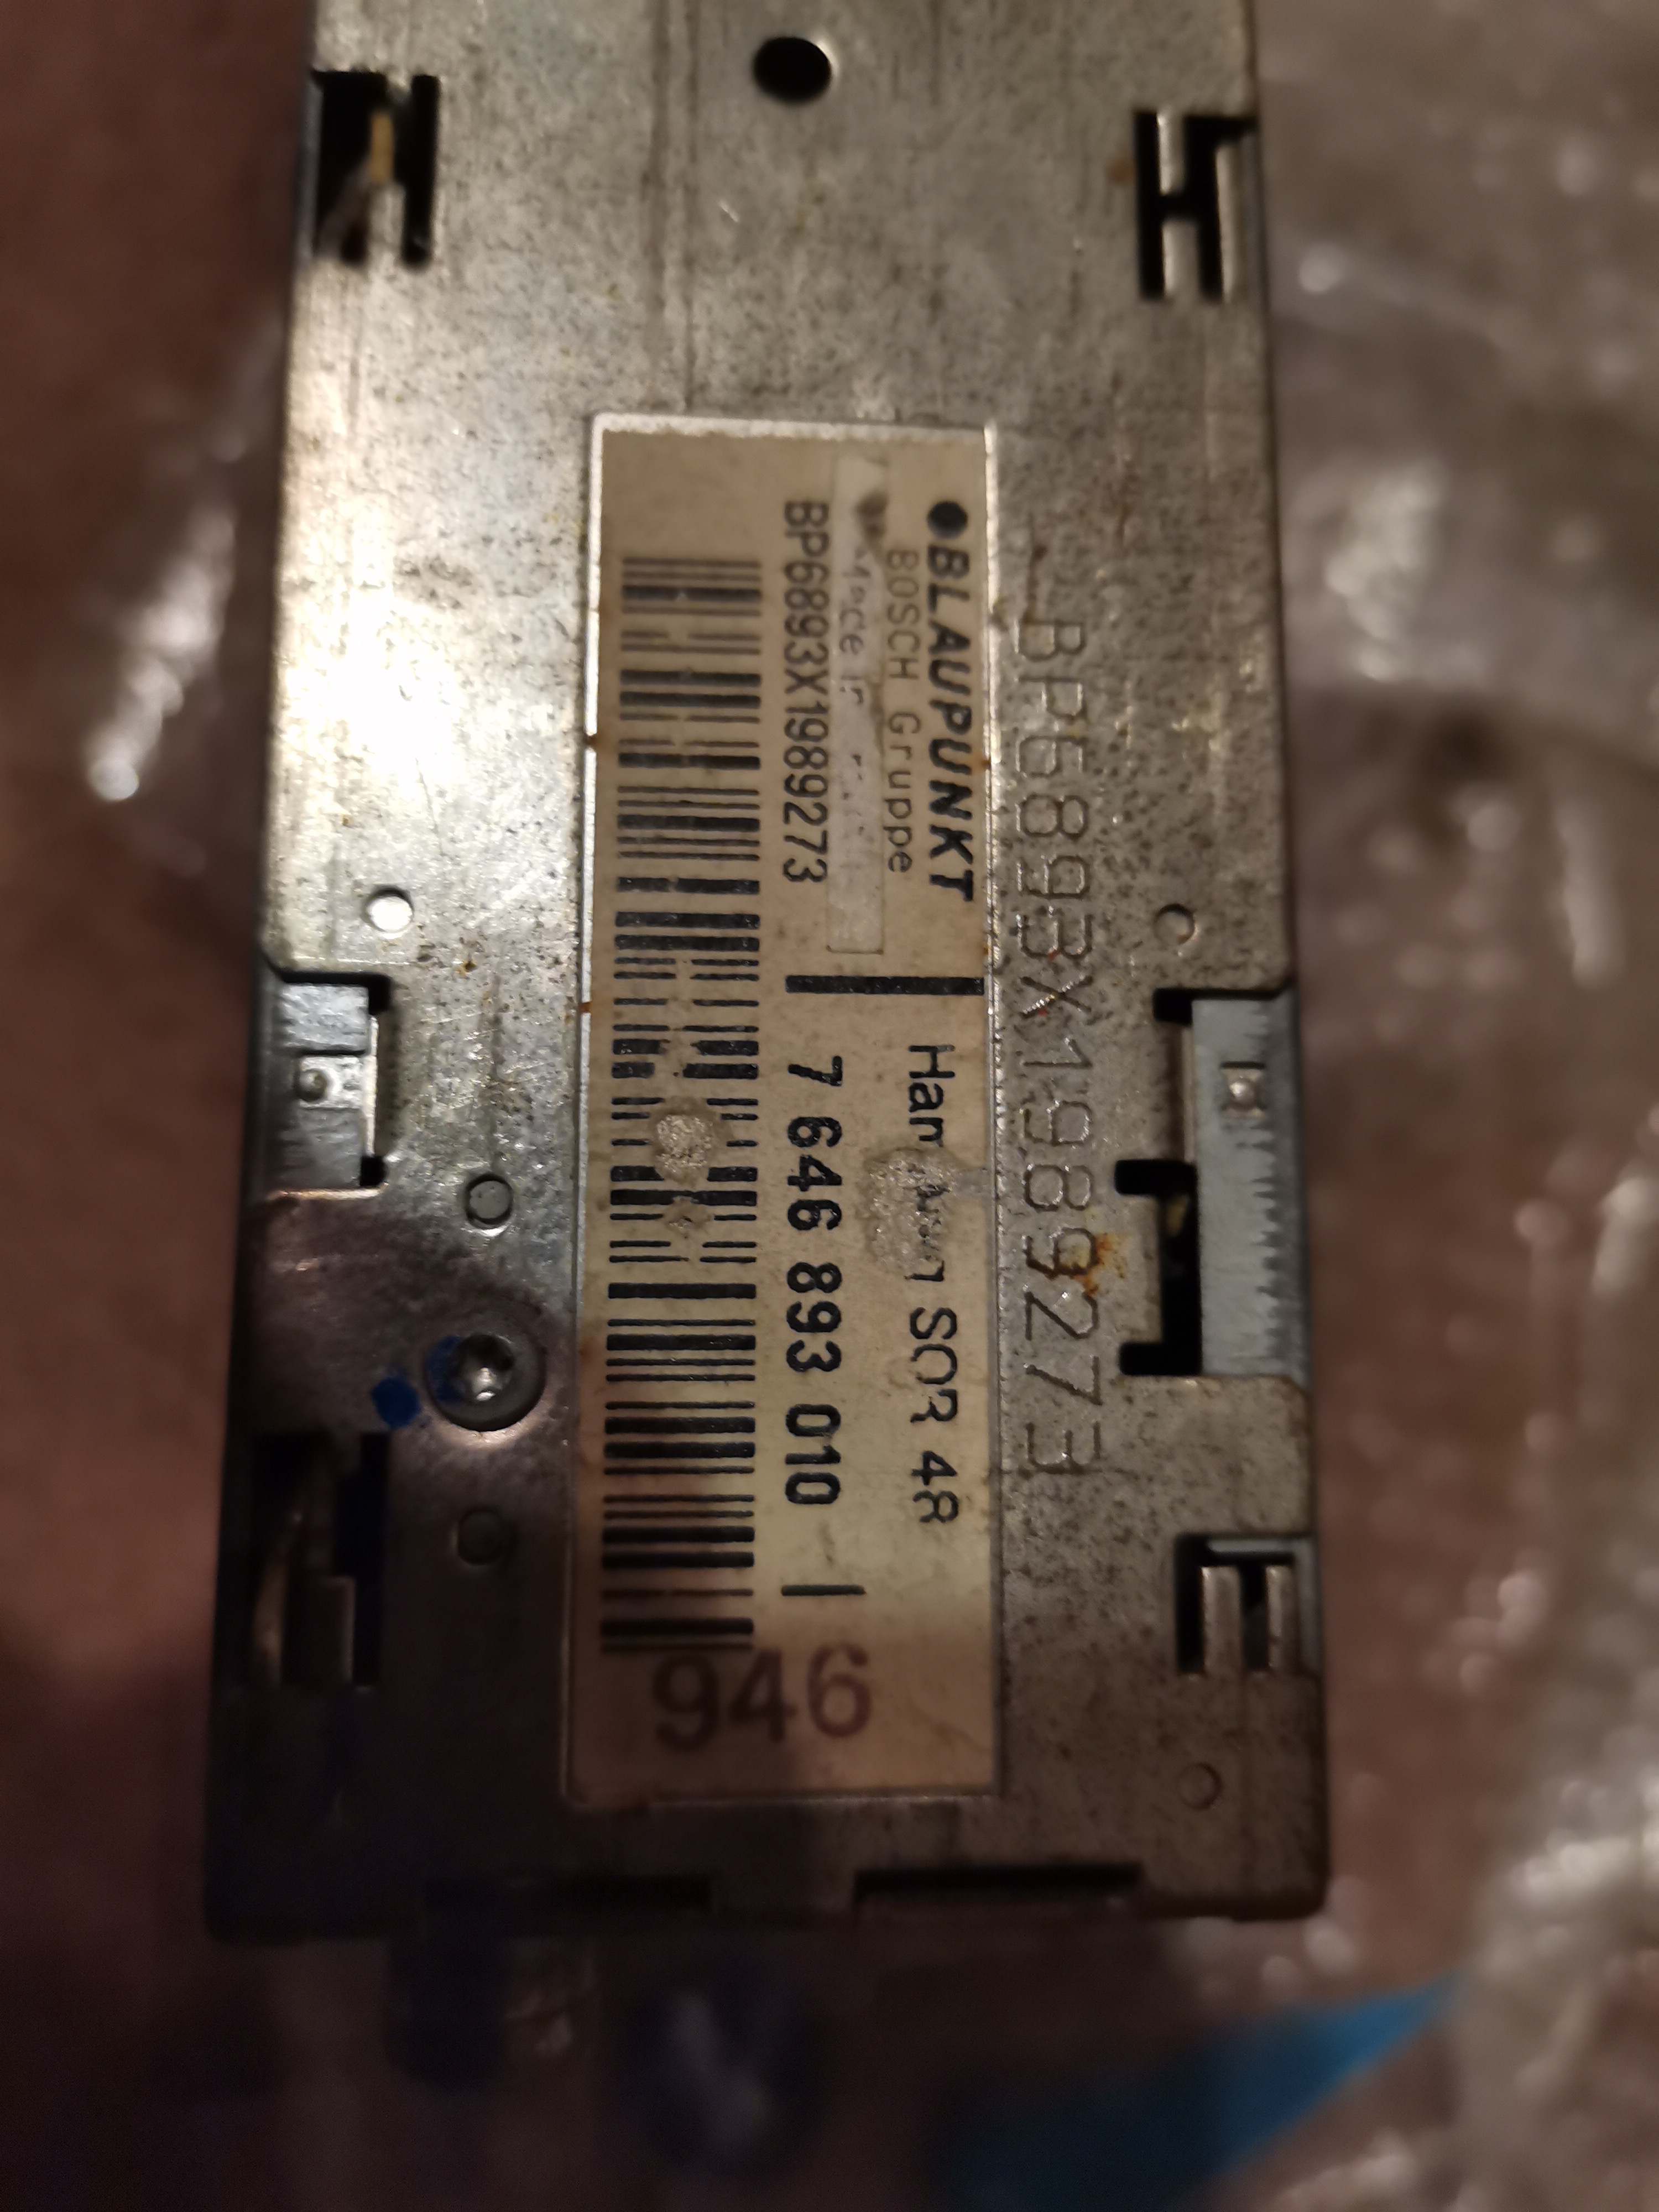 BP6893X1989273
BLAUPUNKT
BOSCH Gruppe
BP6893X1989273
SQR 48
7 646 893 010
946